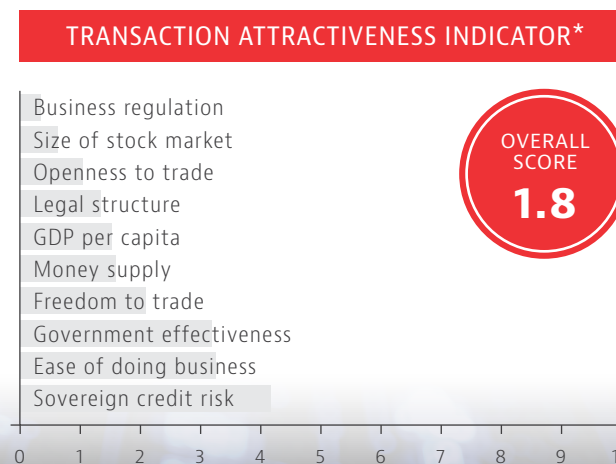 TRANSACTION ATTRACTIVENESS INDICATOR*
Business regulation
Size of stock market
Openness to trade
Legal structure
GDP per capita
Money supply
Freedom to trade
Government effectiveness
Ease of doing business
Sovereign credit risk
OVERALL
SCORE
1.8
0 1 2 3 4 5 6 7 8 9